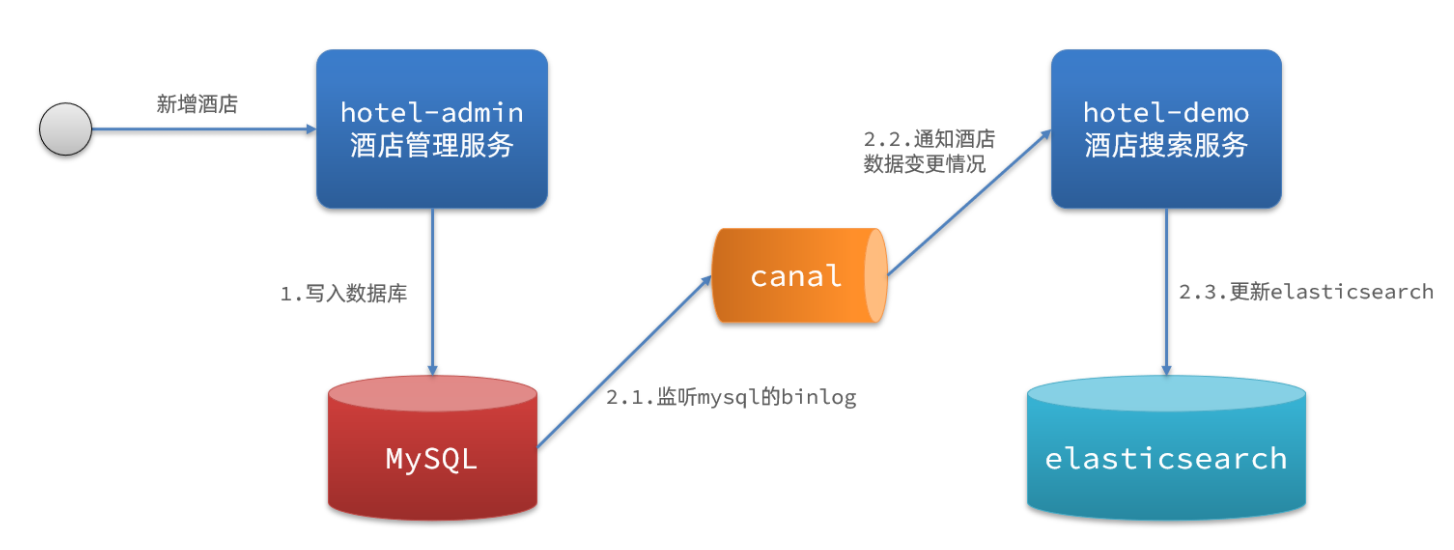 新增酒店
hotel-admin
酒店管理服务
hotel-demo
酒店搜索服务
2.2.通知酒店
数据变更情况
canal
1.写入数据库
2.3.更新elasticsearch
2.1.监听mysql的binlog
MySQL
elasticsearch